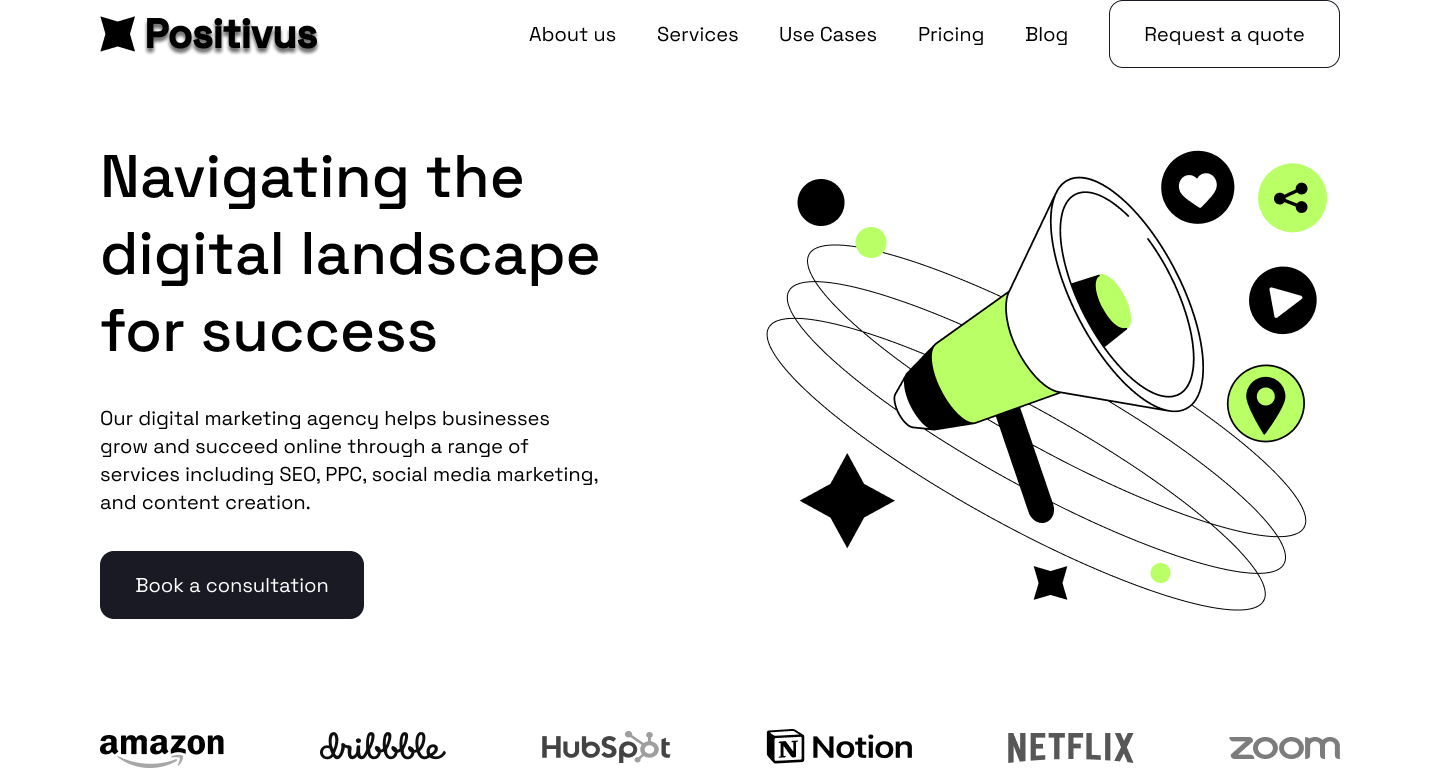 Positivus
About us Services Use Cases Pricing Blog Request a quote
Navigating the
digital landscape
for success
Our digital marketing agency helps businesses
grow and succeed online through a range of
services including SEO, PPC, social media marketing,
and content creation.
Book a consultation
amazon dribbble HubSpot Notion NETFLIX zoom